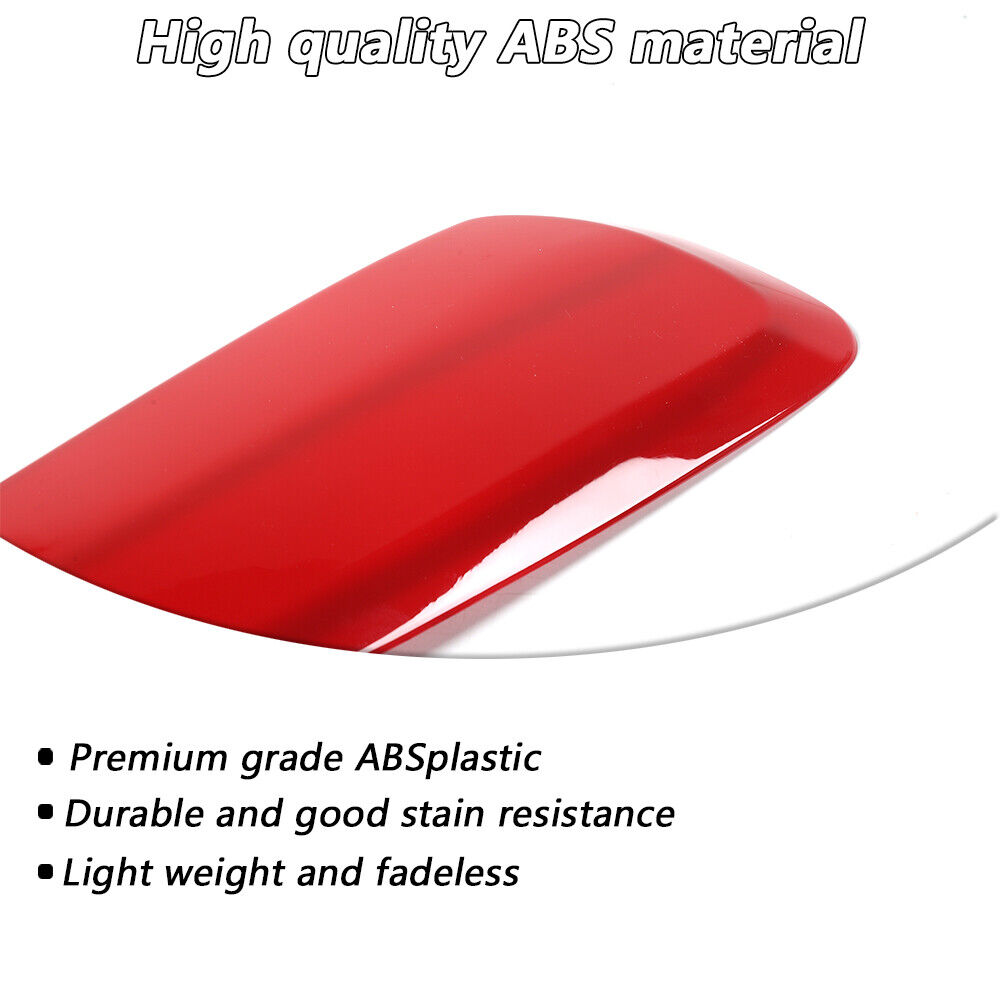 High quality ABS material
• Premium grade ABSplastic
• Durable and good stain resistance
• Light weight and fadeless